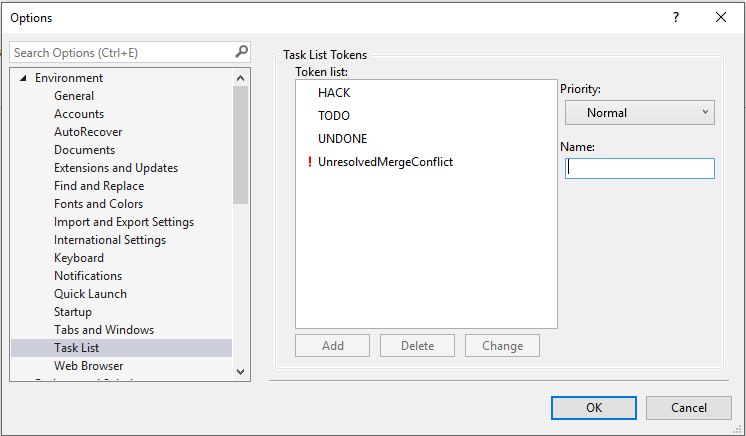 Options
?
Search Options (Ctrl+E)
Environment
General
Accounts
AutoRecover
Documents
Extensions and Updates
Find and Replace
Fonts and Colors
Import and Export Settings
International Settings
Keyboard
Notifications
Quick Launch
Startup
Tabs and Windows
Task List
Web Browser
Task List Tokens
Token list:
HACK
TODO
UNDONE
! UnresolvedMergeConflict
Priority:
Normal
Name:
Add
Delete
Change
OK
Cancel